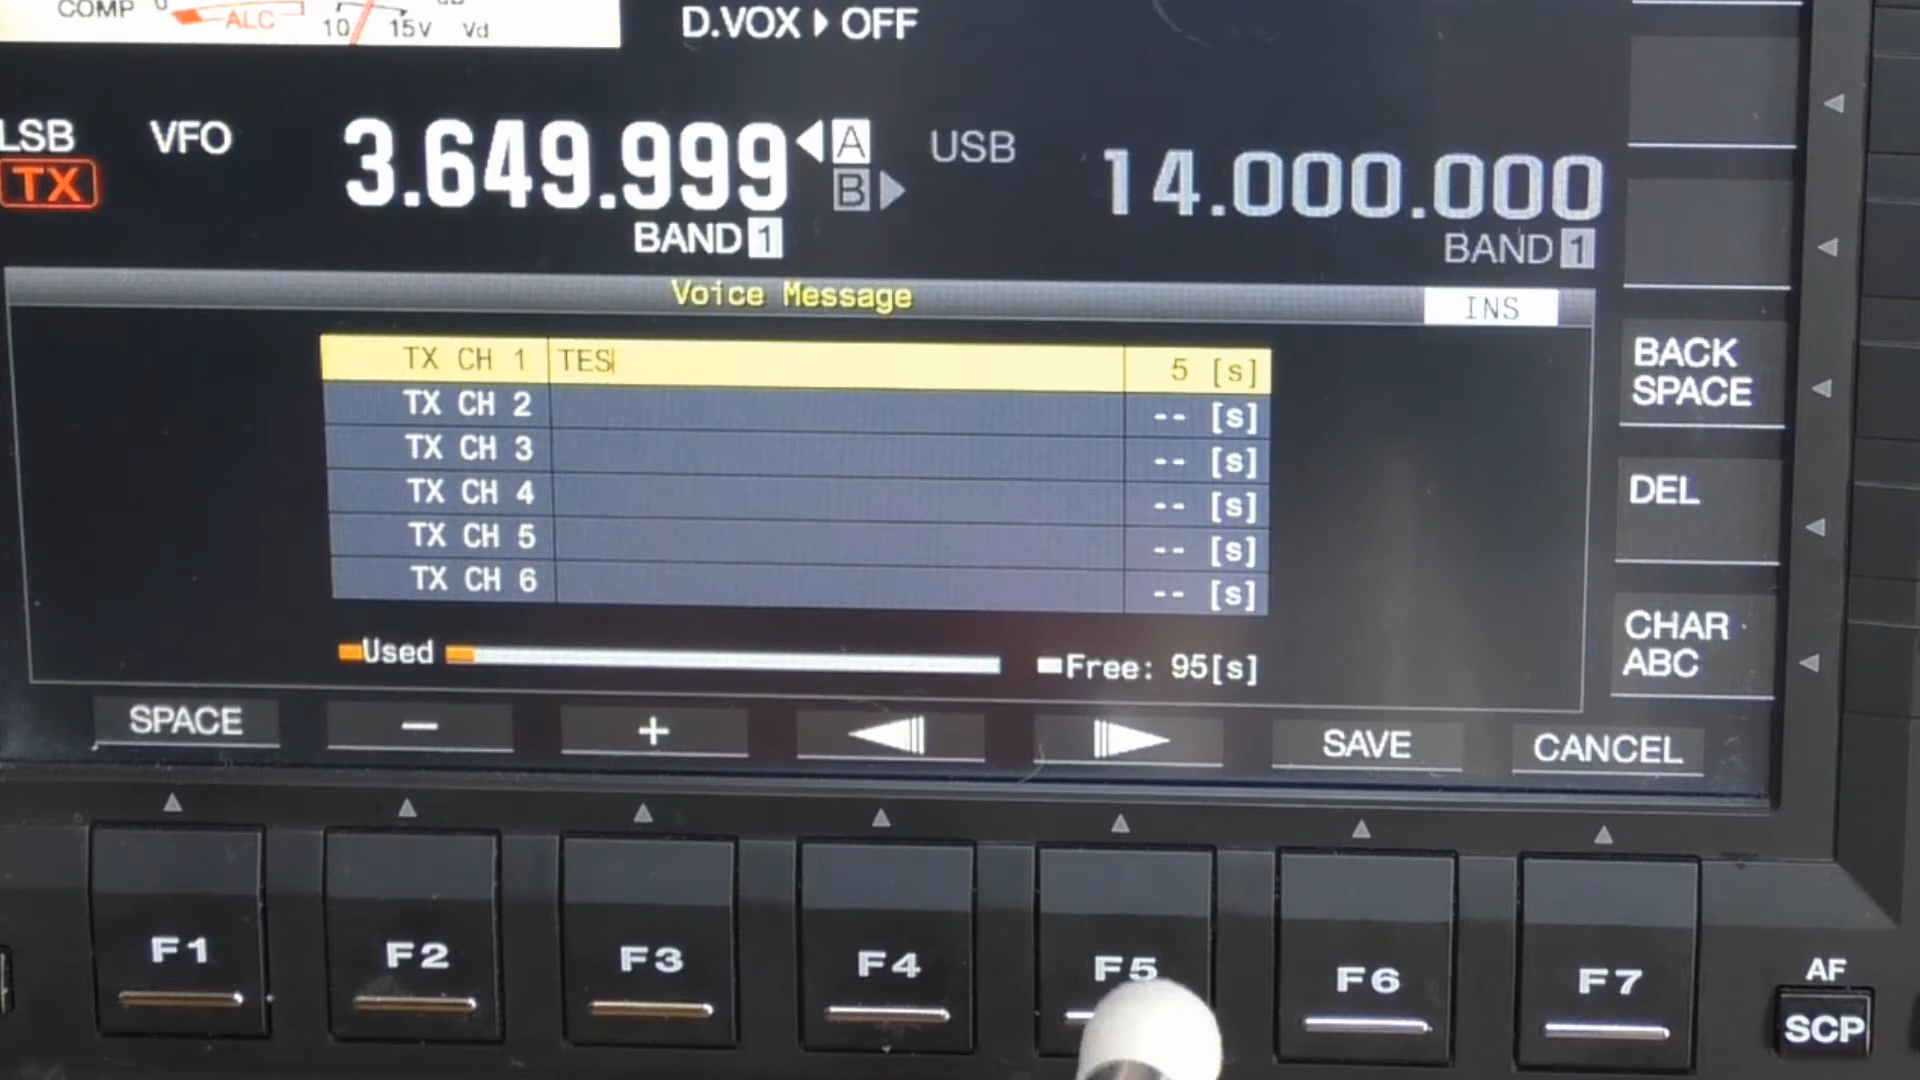 COMP 0
ALC 10 15V Vd
D.VOX OFF
LSB VFO 3.649.999 A USB 14.000.000
TX B
BAND 1 BAND 1
Voice Message INS
TX CH 1 TES 5 [s]
TX CH 2 -- [s]
TX CH 3 -- [s]
TX CH 4 -- [s]
TX CH 5 -- [s]
TX CH 6 -- [s]
Used Free: 95[s]
BACK
SPACE
DEL
CHAR
ABC
SPACE - + SAVE CANCEL
F1 F2 F3 F4 F5 F6 F7
AF
SCP